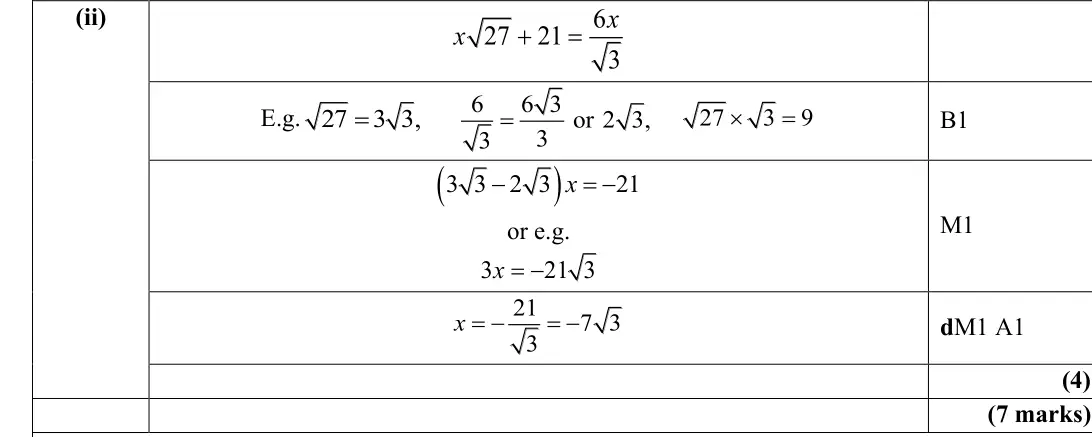 (ii)
x√27 + 21 = 6x/√3
E.g. √27 = 3√3, 6/√3 = 6√3/3 or 2√3, √27 × √3 = 9 B1
(3√3 − 2√3)x = −21
or e.g.
M1
3x = −21√3
x = −21/√3 = −7√3 dM1 A1
(4)
(7 marks)